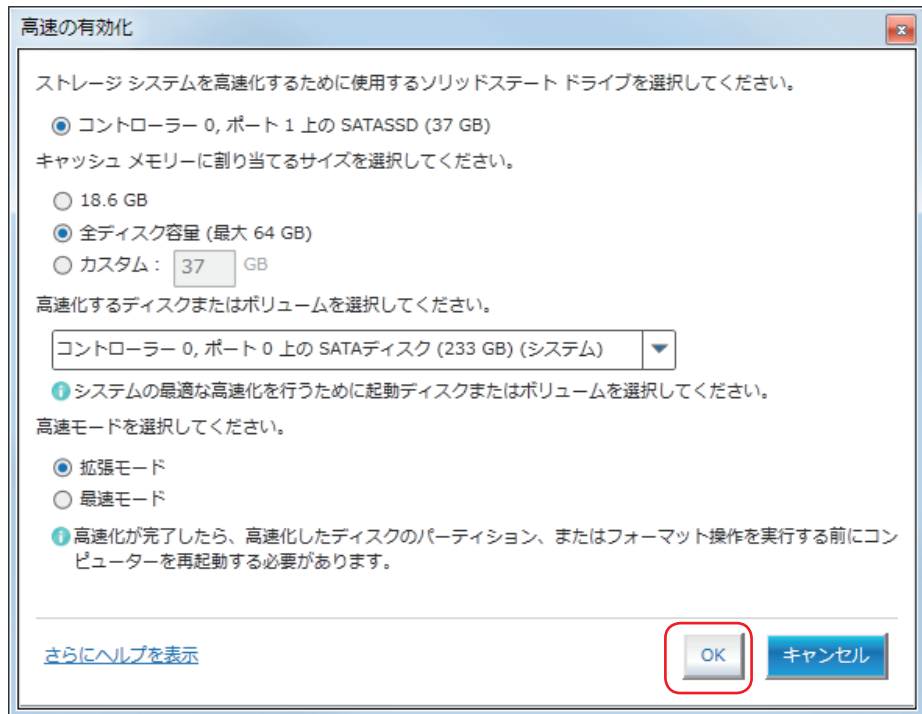 高速の有効化
x
ストレージ システムを高速化するために使用するソリッドステート ドライブを選択してください。
コントローラー 0, ポート 1 上の SATASSD (37 GB)
キャッシュ メモリーに割り当てるサイズを選択してください。
18.6 GB
全ディスク容量 (最大 64 GB)
カスタム： 37 GB
高速化するディスクまたはボリュームを選択してください。
コントローラー 0, ポート 0 上の SATAディスク (233 GB) (システム)
i システムの最適な高速化を行うために起動ディスクまたはボリュームを選択してください。
高速モードを選択してください。
拡張モード
最速モード
i 高速化が完了したら、高速化したディスクのパーティション、またはフォーマット操作を実行する前にコン
ピューターを再起動する必要があります。
さらにヘルプを表示 OK キャンセル